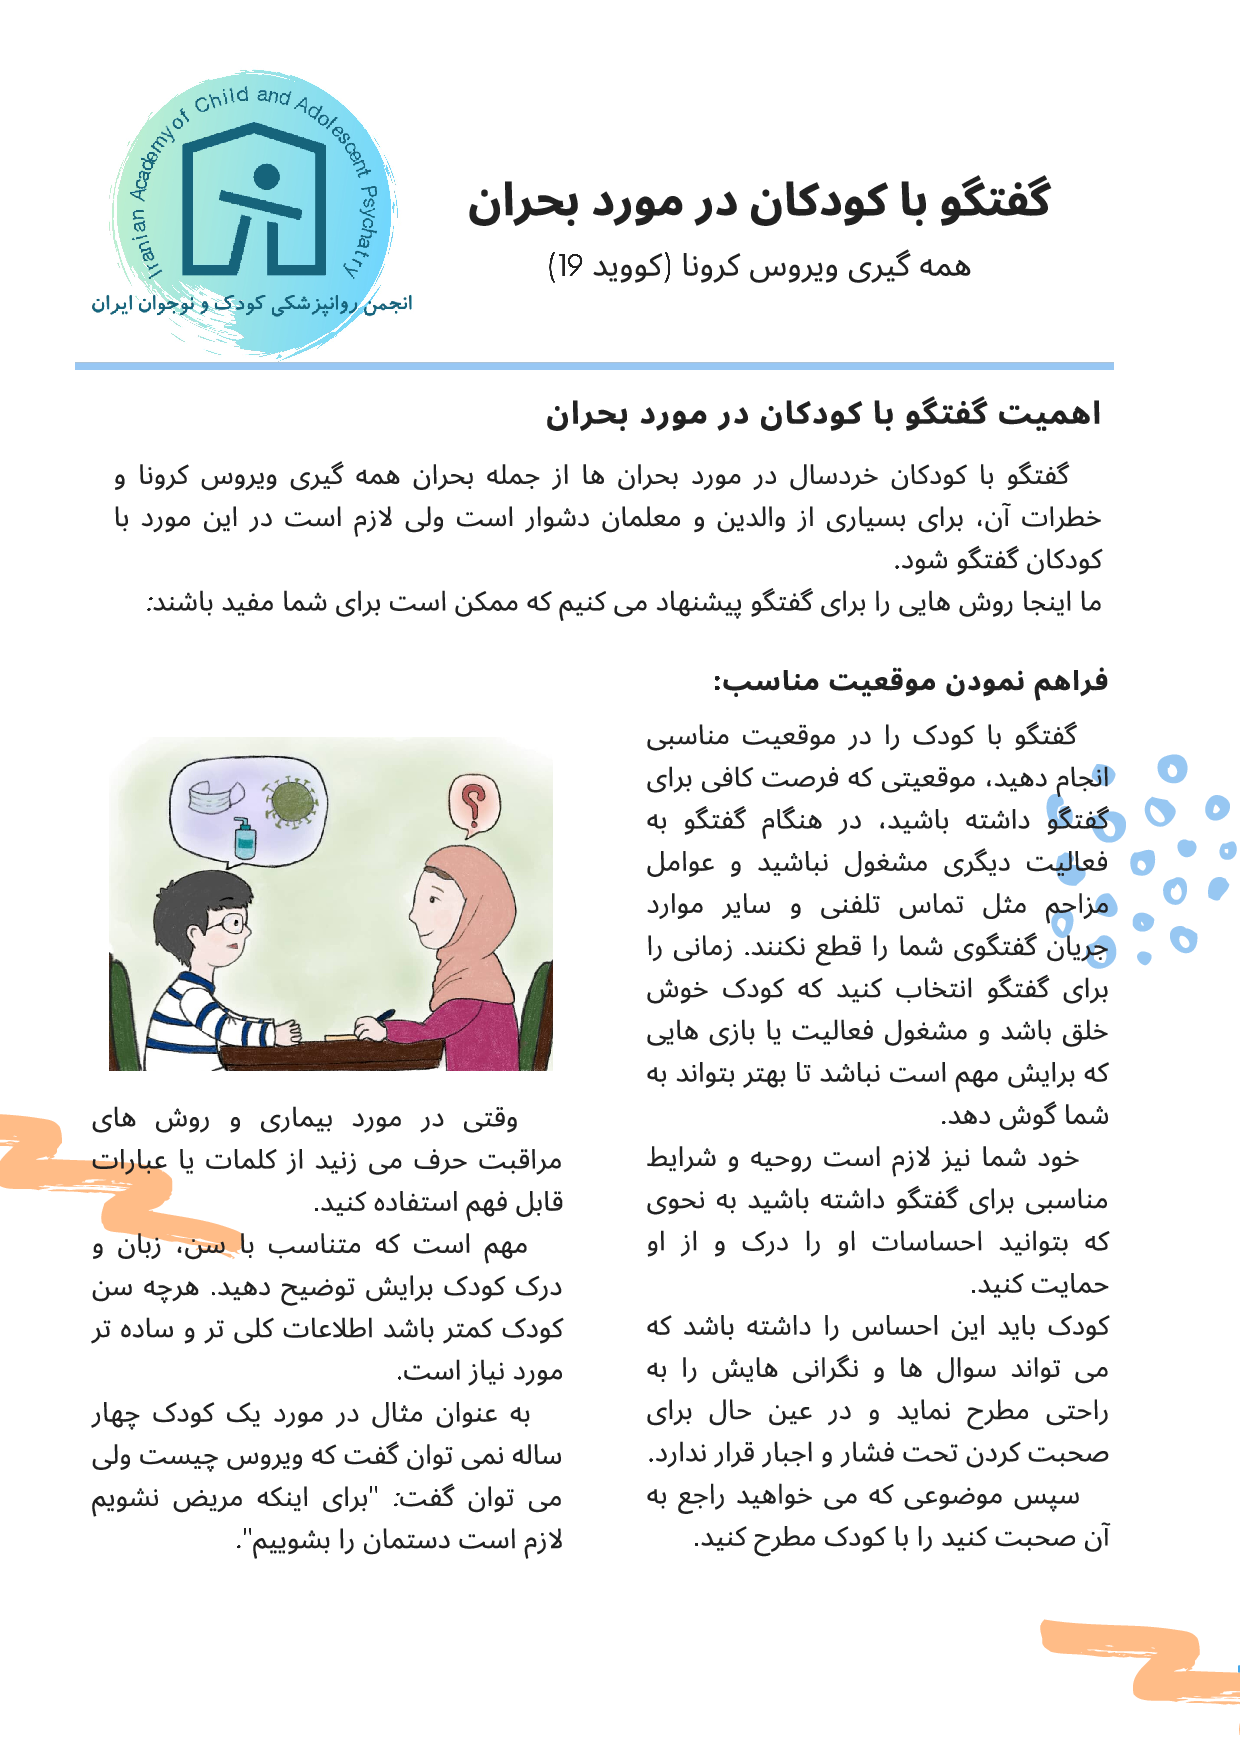 Iranian Academy of Child and Adolescent Psychatry
انجمن روانپزشکی کودک و نوجوان ایران
گفتگو با کودکان در مورد بحران
همه گیری ویروس کرونا (کووید 19)
اهمیت گفتگو با کودکان در مورد بحران
گفتگو با کودکان خردسال در مورد بحران ها از جمله بحران همه گیری ویروس کرونا و
خطرات آن، برای بسیاری از والدین و معلمان دشوار است ولی لازم است در این مورد با
کودکان گفتگو شود.
ما اینجا روش هایی را برای گفتگو پیشنهاد می کنیم که ممکن است برای شما مفید باشند:
فراهم نمودن موقعیت مناسب:
گفتگو با کودک را در موقعیت مناسبی
انجام دهید، موقعیتی که فرصت کافی برای
گفتگو داشته باشید، در هنگام گفتگو به
فعالیت دیگری مشغول نباشید و عوامل
مزاحم مثل تماس تلفنی و سایر موارد
جریان گفتگوی شما را قطع نکنند. زمانی را
برای گفتگو انتخاب کنید که کودک خوش
خلق باشد و مشغول فعالیت یا بازی هایی
که برایش مهم است نباشد تا بهتر بتواند به
شما گوش دهد.
خود شما نیز لازم است روحیه و شرایط
مناسبی برای گفتگو داشته باشید به نحوی
که بتوانید احساسات او را درک و از او
حمایت کنید.
کودک باید این احساس را داشته باشد که
می تواند سوال ها و نگرانی هایش را به
راحتی مطرح نماید و در عین حال برای
صحبت کردن تحت فشار و اجبار قرار ندارد.
سپس موضوعی که می خواهید راجع به
آن صحبت کنید را با کودک مطرح کنید.
؟
وقتی در مورد بیماری و روش های
مراقبت حرف می زنید از کلمات یا عبارات
قابل فهم استفاده کنید.
مهم است که متناسب با سن، زبان و
درک کودک برایش توضیح دهید. هرچه سن
کودک کمتر باشد اطلاعات کلی تر و ساده تر
مورد نیاز است.
به عنوان مثال در مورد یک کودک چهار
ساله نمی توان گفت که ویروس چیست ولی
می توان گفت: "برای اینکه مریض نشویم
لازم است دستمان را بشوییم".